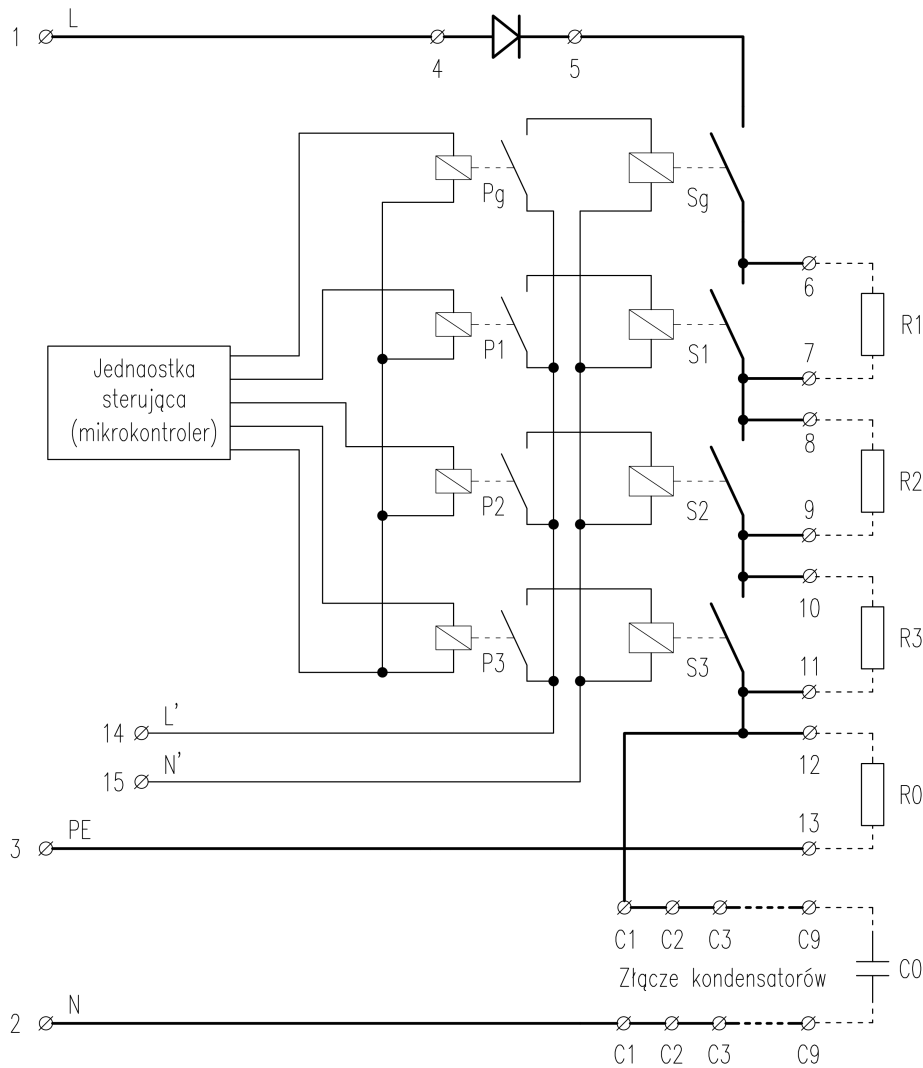 L
1
4
5
Pg
Sg
6
R1
P1
S1
7
Jednaostka
sterująca
(mikrokontroler)
8
R2
P2
S2
9
10
R3
P3
S3
11
L'
14
12
N'
15
R0
13
PE
3
C1 C2 C3 C9
C0
Złącze kondensatorów
N
2
C1 C2 C3 C9